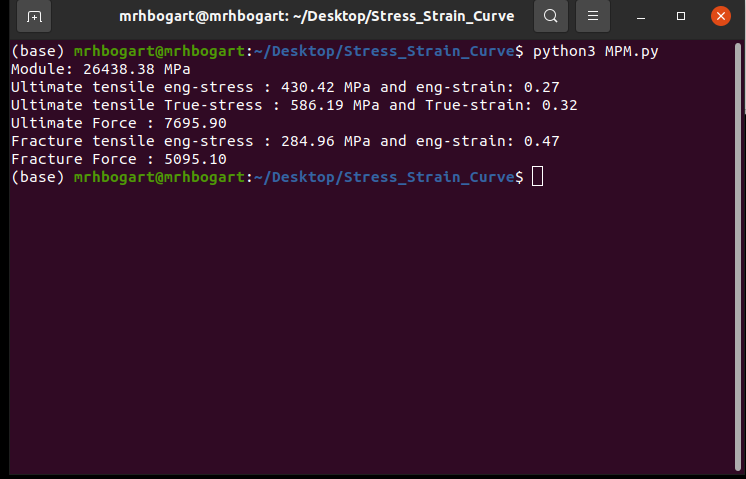 mrhbogart@mrhbogart: ~/Desktop/Stress_Strain_Curve
(base) mrhbogart@mrhbogart:~/Desktop/Stress_Strain_Curve$ python3 MPM.py
Module: 26438.38 MPa
Ultimate tensile eng-stress : 430.42 MPa and eng-strain: 0.27
Ultimate tensile True-stress : 586.19 MPa and True-strain: 0.32
Ultimate Force : 7695.90
Fracture tensile eng-stress : 284.96 MPa and eng-strain: 0.47
Fracture Force : 5095.10
(base) mrhbogart@mrhbogart:~/Desktop/Stress_Strain_Curve$